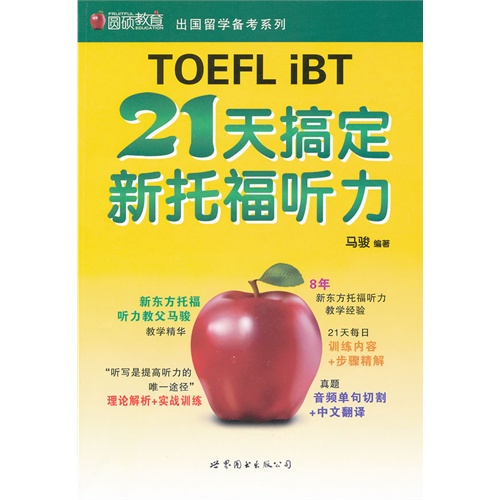 FRUITFUL
圆硕教育
EDUCATION
出国留学备考系列
TOEFL iBT
21天搞定
新托福听力
马骏 编著
8年
新东方托福听力
教学经验
新东方托福
听力教父马骏
教学精华
21天每日
训练内容
+步骤精解
“听写是提高听力的
唯一途径”
理论解析+实战训练
真题
音频单句切割
+中文翻译
世界图书出版公司